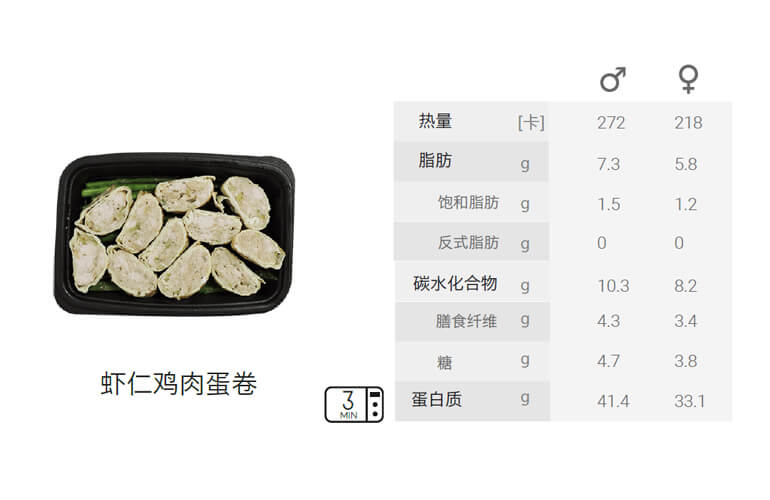 ♂ ♀
热量 [卡] 272 218
脂肪 g 7.3 5.8
饱和脂肪 g 1.5 1.2
反式脂肪 g 0 0
碳水化合物 g 10.3 8.2
膳食纤维 g 4.3 3.4
糖 g 4.7 3.8
蛋白质 g 41.4 33.1
虾仁鸡肉蛋卷
3
MIN